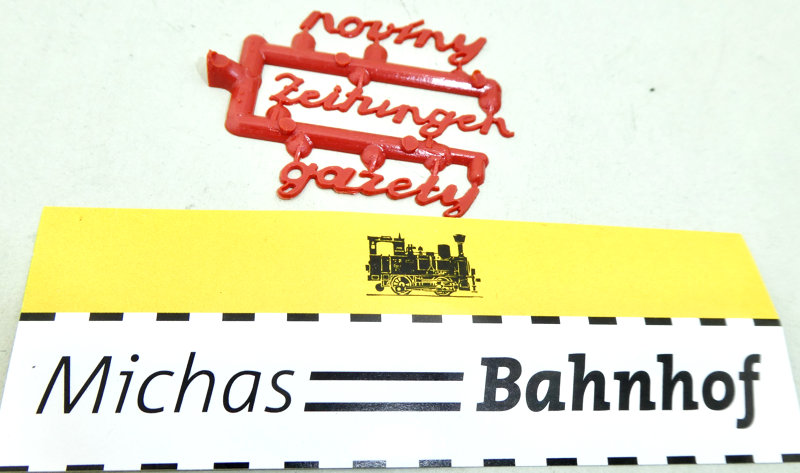 noviny
Zeitungen
gazety
Michas Bahnhof